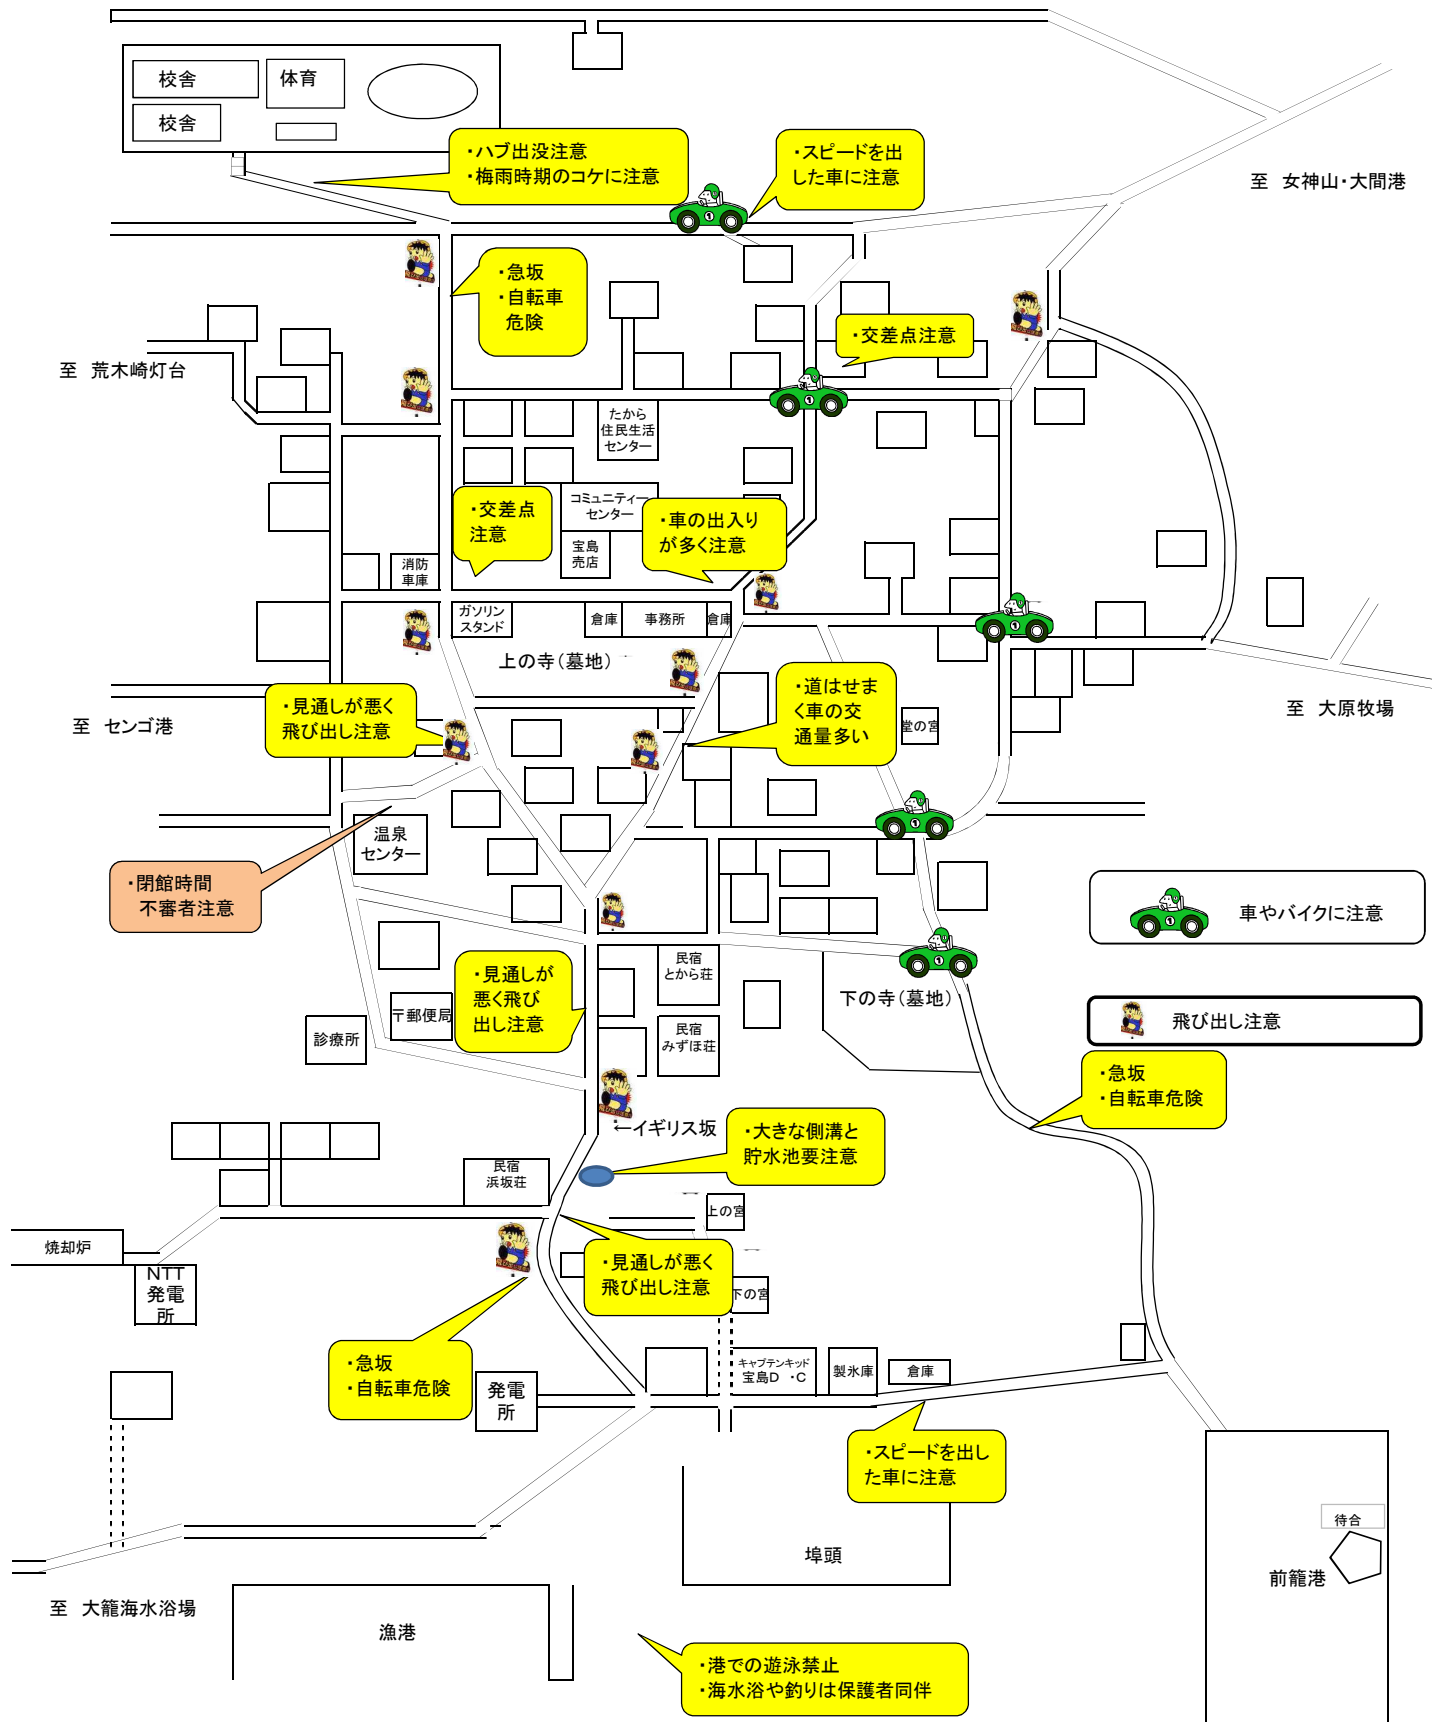 校舎
体育
校舎
・ハブ出没注意
・梅雨時期のコケに注意
・スピードを出
した車に注意
至　女神山・大間港
・急坂
・自転車
危険
・交差点注意
至　荒木崎灯台
たから
住民生活
センター
コミュニティー
センター
・交差点
注意
・車の出入り
が多く注意
宝島
売店
消防
車庫
ガソリン
スタンド
倉庫
事務所
倉庫
上の寺（墓地）
・見通しが悪く
飛び出し注意
・道はせま
く車の交
通量多い
堂の宮
至　センゴ港
至　大原牧場
温泉
センター
・閉館時間
不審者注意
車やバイクに注意
民宿
とから荘
・見通しが
悪く飛び
出し注意
下の寺（墓地）
〒郵便局
診療所
民宿
みずほ荘
飛び出し注意
・急坂
・自転車危険
←イギリス坂
・大きな側溝と
貯水池要注意
民宿
浜坂荘
上の宮
焼却炉
NTT
発電
所
・見通しが悪く
飛び出し注意
下の宮
・急坂
・自転車危険
発電
所
キャプテンキッド
宝島D　・C
製氷庫
倉庫
・スピードを出し
た車に注意
待合
埠頭
前籠港
至　大籠海水浴場
漁港
・港での遊泳禁止
・海水浴や釣りは保護者同伴